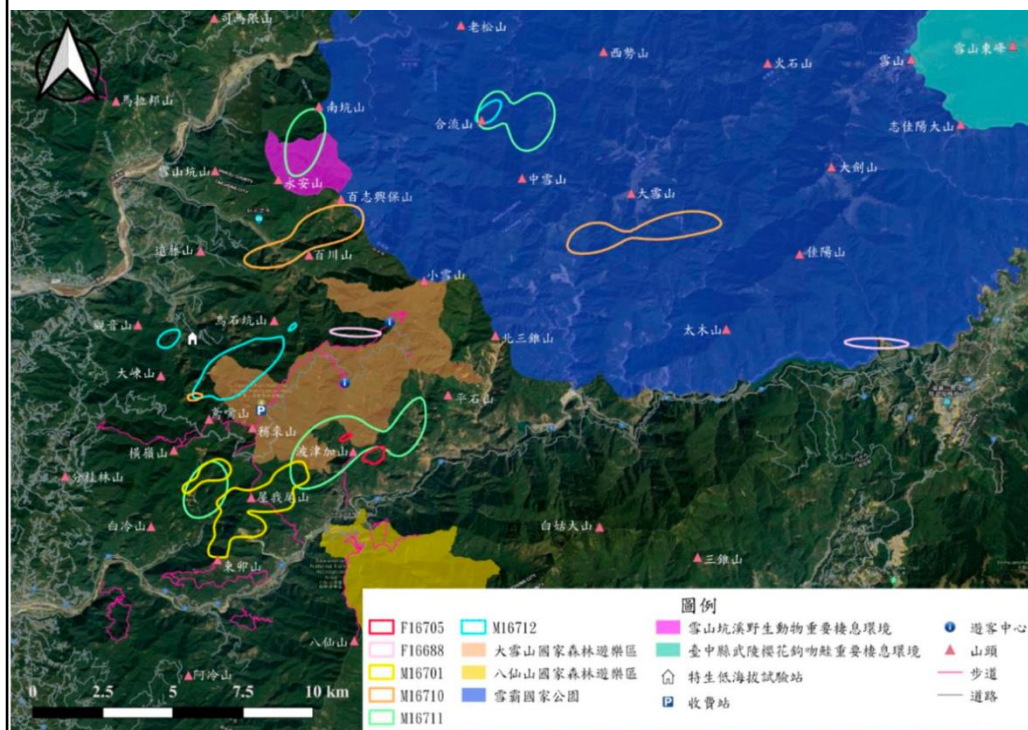 司馬限山
老松山
西勢山
火石山
雪山
雪山東峰
馬拉邦山
南坑山
合流山
志佳陽大山
雪山坑山
永安山
中雪山
大雪山
大劍山
百志興保山
遠藤山
百川山
佳陽山
小雪山
觀音山
烏石坑山
北三錐山
太木山
大崠山
平石山
鳶嘴山
稍來山
橫嶺山
波津加山
分桂林山
屋我尾山
白冷山
白姑大山
東卯山
三錐山
八仙山
阿冷山
0 2.5 5 7.5 10 km
圖例
F16705
F16688
M16701
M16710
M16711
M16712
大雪山國家森林遊樂區
八仙山國家森林遊樂區
雪霸國家公園
雪山坑溪野生動物重要棲息環境
臺中縣武陵櫻花鉤吻鮭重要棲息環境
特生低海拔試驗站
P 收費站
遊客中心
山頭
步道
道路